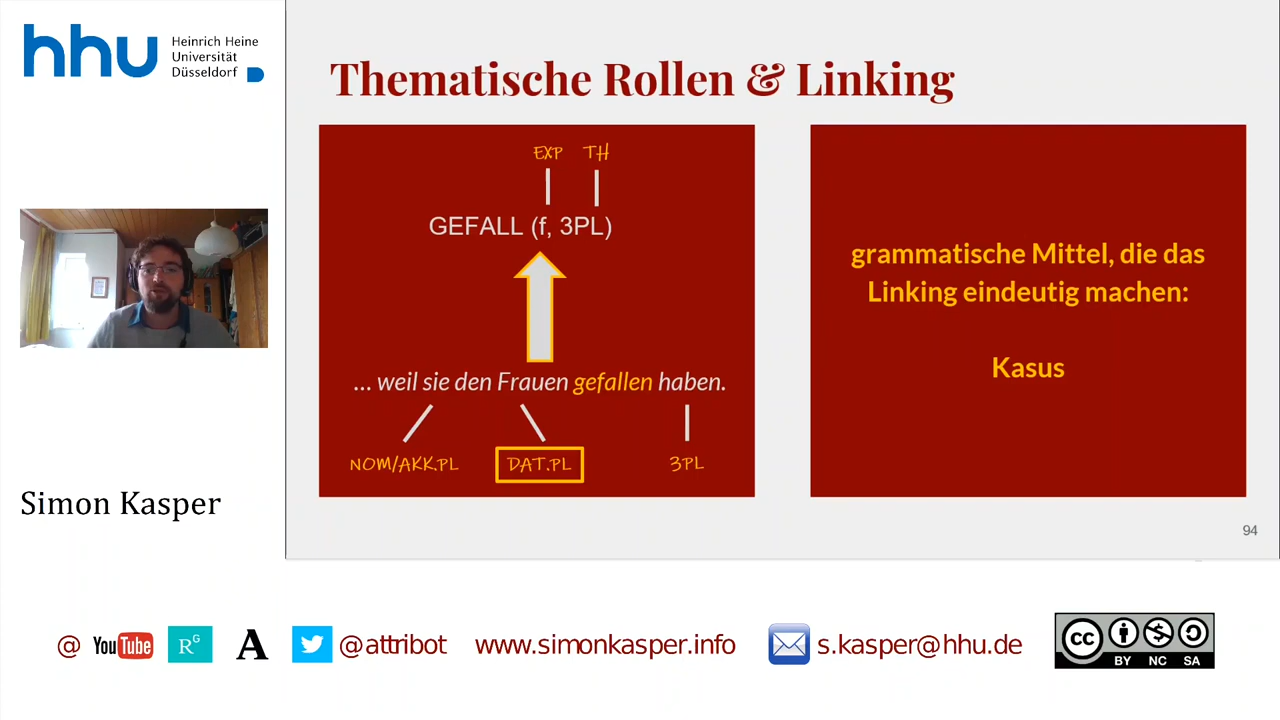 hhu
Heinrich Heine
Universität
Düsseldorf
Thematische Rollen & Linking
EXP TH
GEFALL (f, 3PL)
... weil sie den Frauen gefallen haben.
NOM/AKK.PL DAT.PL 3PL
grammatische Mittel, die das
Linking eindeutig machen:
Kasus
Simon Kasper
94
@ YouTube RG A @attribot www.simonkasper.info s.kasper@hhu.de
cc BY NC SA